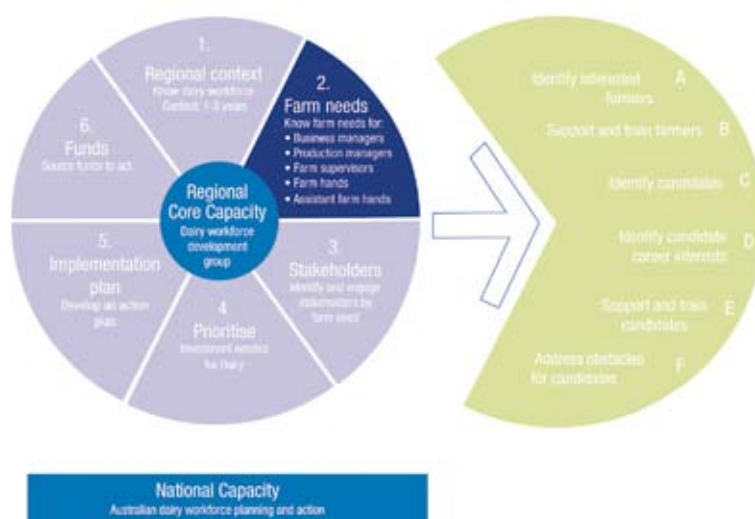 1.
Regional context
Know dairy workforce
Context: 1-3 years
2.
Farm needs
Know farm needs for:
• Business managers
• Production managers
• Farm supervisors
• Farm hands
• Assistant farm hands
3.
Stakeholders
Identify and engage
stakeholders by
farm need
4
Prioritise
Investment
for Dairy
5.
Implementation
plan
Develop an action
plan
6.
Funds
Source funds to act
Regional
Core Capacity
Dairy workforce
development
group
Identify interested
farmers
A
Support and train farmers
B
Identify candidates
C
Identify candidate
career interests
D
Support and train
candidates
E
Address obstacles
for candidates
F
National Capacity
Australian dairy workforce planning and action